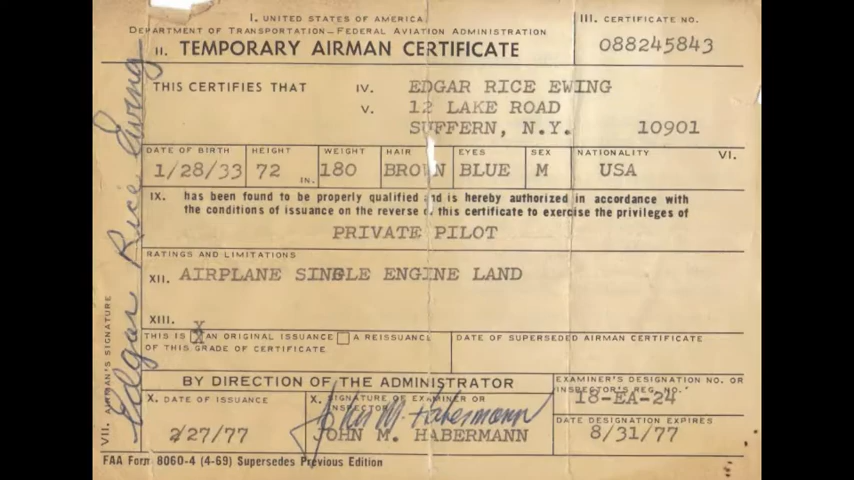 I. UNITED STATES OF AMERICA
DEPARTMENT OF TRANSPORTATION—FEDERAL AVIATION ADMINISTRATION
II. TEMPORARY AIRMAN CERTIFICATE
III. CERTIFICATE NO.
088245843
THIS CERTIFIES THAT IV. EDGAR RICE EWING
V. 12 LAKE ROAD
SUFFERN, N.Y. 10901
DATE OF BIRTH HEIGHT WEIGHT HAIR EYES SEX NATIONALITY VI.
1/28/33 72 IN. 180 BROWN BLUE M USA
IX. has been found to be properly qualified and is hereby authorized in accordance with
the conditions of issuance on the reverse of this certificate to exercise the privileges of
PRIVATE PILOT
RATINGS AND LIMITATIONS
XII. AIRPLANE SINGLE ENGINE LAND
XIII.
THIS IS X AN ORIGINAL ISSUANCE A REISSUANCE
OF THIS GRADE OF CERTIFICATE
DATE OF SUPERSEDED AIRMAN CERTIFICATE
BY DIRECTION OF THE ADMINISTRATOR
EXAMINER'S DESIGNATION NO. OR
INSPECTOR'S REG. NO.
18-EA-24
X. DATE OF ISSUANCE
2/27/77
X. SIGNATURE OF EXAMINER OR
INSPECTOR
John M. Habermann
JOHN M. HABERMANN
DATE DESIGNATION EXPIRES
8/31/77
FAA Form 8060-4 (4-69) Supersedes Previous Edition
VII. AIRMAN'S SIGNATURE
Edgar Rice Ewing